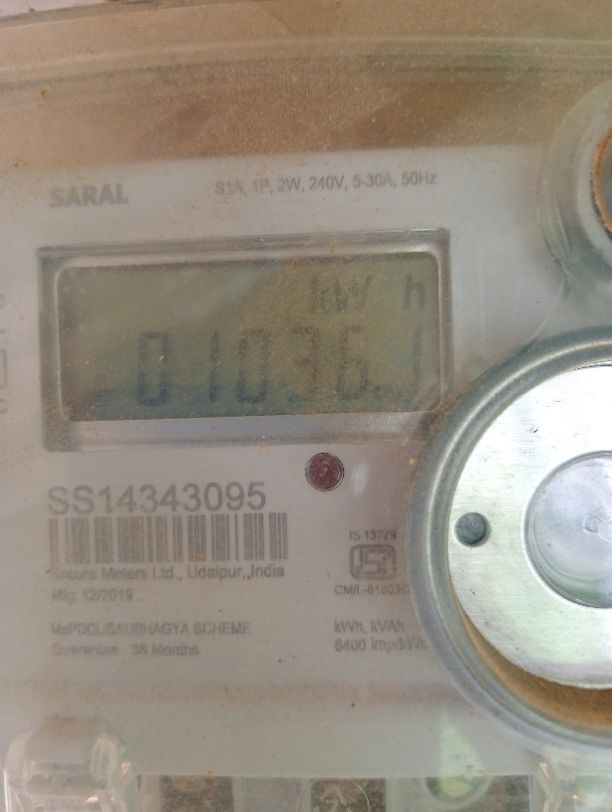 SARAL
S1A, 1P, 2W, 240V, 5-30A, 50Hz
kW h
01036.1
SS14343095
Secure Meters Ltd., Udaipur, India
Mfg: 12/2019
IS 13779
ISI
SAUBHAGYA SCHEME
Guarantee - 36 Months
kWh, kVAh
6400 imp/kWh